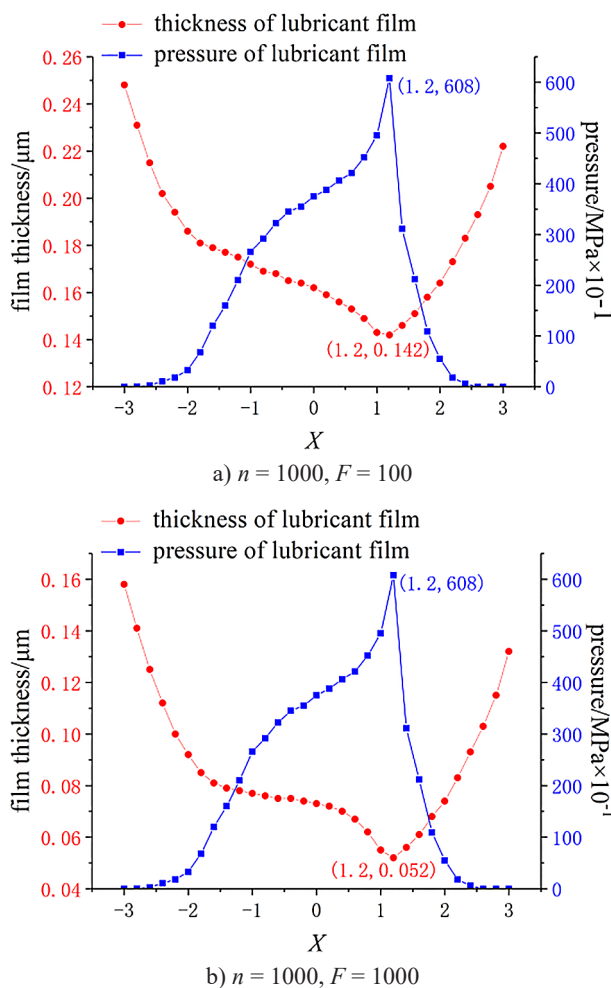 thickness of lubricant film
pressure of lubricant film
0.26
0.24
0.22
0.20
0.18
0.16
0.14
0.12
film thickness/μm
(1.2,608)
(1.2,0.142)
600
500
400
300
200
100
0
pressure/MPa×10⁻¹
-3 -2 -1 0 1 2 3
X
a) n = 1000, F = 100
thickness of lubricant film
pressure of lubricant film
0.16
0.14
0.12
0.10
0.08
0.06
0.04
film thickness/μm
(1.2,608)
(1.2,0.052)
600
500
400
300
200
100
0
pressure/MPa×10⁻¹
-3 -2 -1 0 1 2 3
X
b) n = 1000, F = 1000